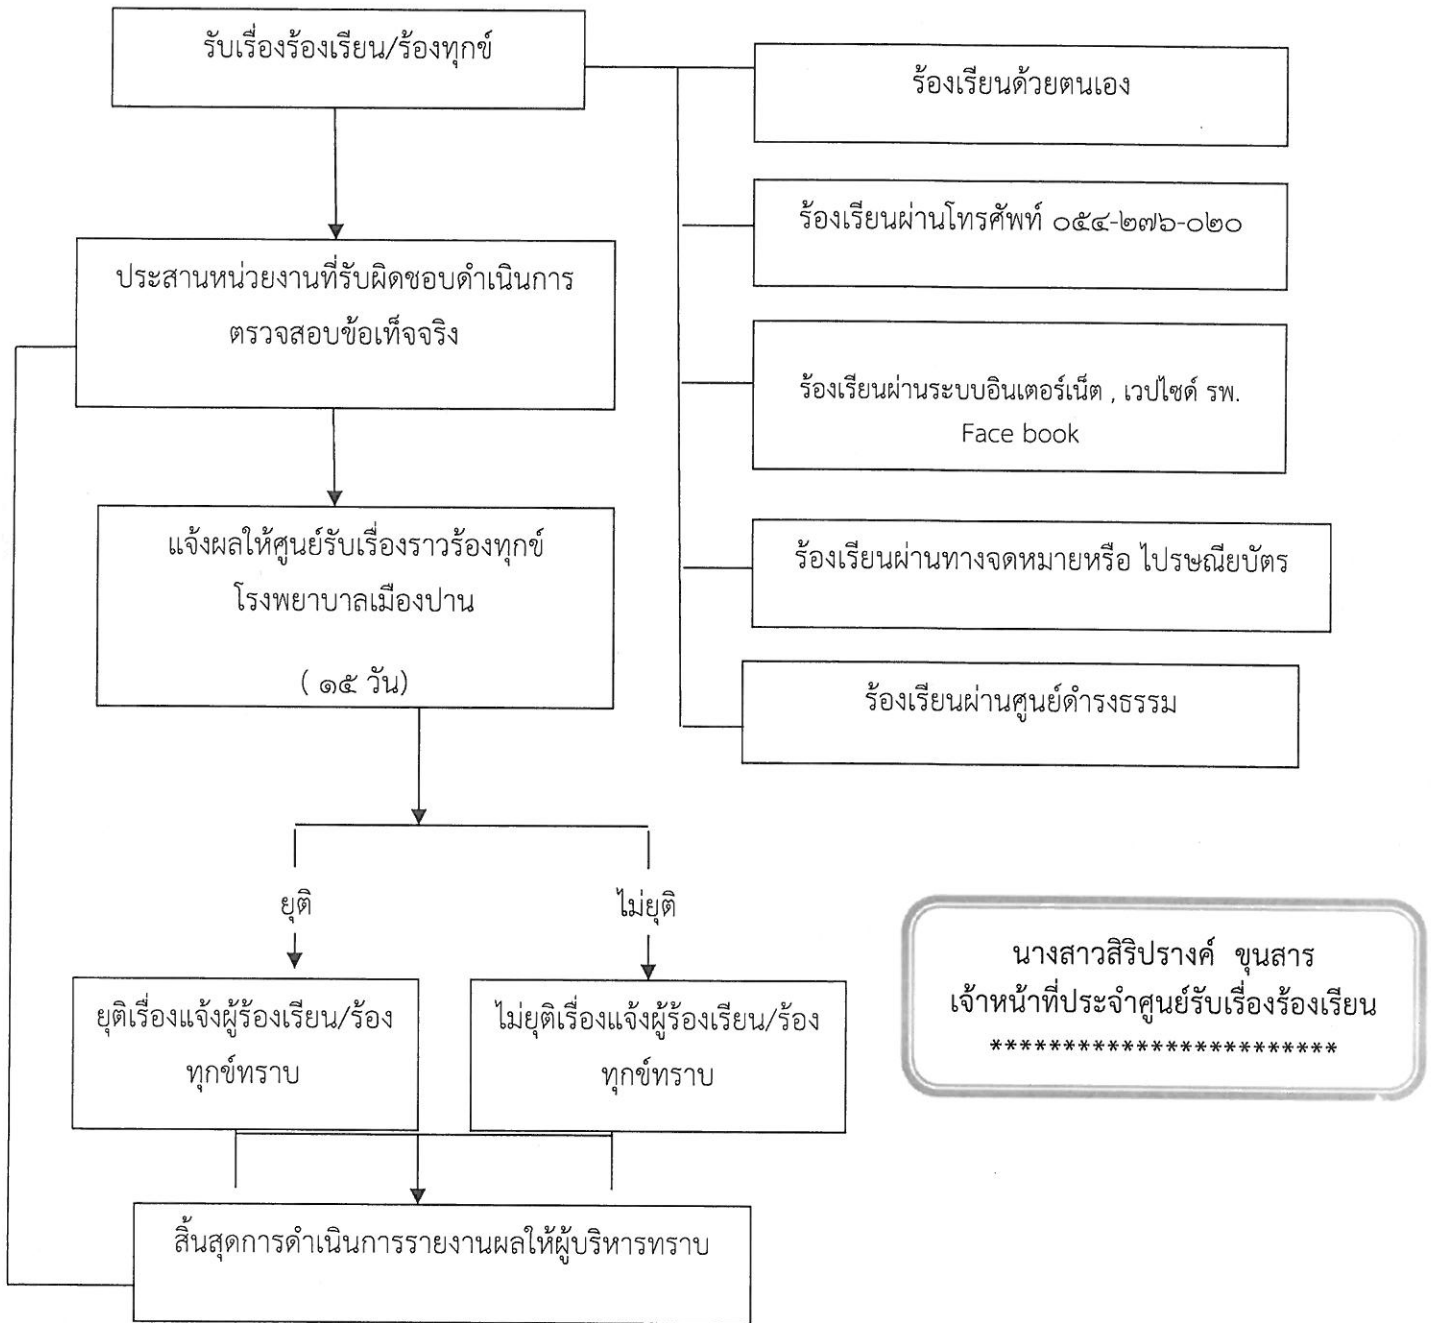 รับเรื่องร้องเรียน/ร้องทุกข์
ร้องเรียนด้วยตนเอง
ร้องเรียนผ่านโทรศัพท์ ๐๕๔-๒๗๖-๐๒๐
ประสานหน่วยงานที่รับผิดชอบดำเนินการ
ตรวจสอบข้อเท็จจริง
ร้องเรียนผ่านระบบอินเตอร์เน็ต , เวปไซด์ รพ.
Face book
แจ้งผลให้ศูนย์รับเรื่องราวร้องทุกข์
โรงพยาบาลเมืองปาน
( ๑๕ วัน)
ร้องเรียนผ่านทางจดหมายหรือ ไปรษณียบัตร
ร้องเรียนผ่านศูนย์ดำรงธรรม
ยุติ
ไม่ยุติ
ยุติเรื่องแจ้งผู้ร้องเรียน/ร้อง
ทุกข์ทราบ
ไม่ยุติเรื่องแจ้งผู้ร้องเรียน/ร้อง
ทุกข์ทราบ
นางสาวสิริปรางค์ ขุนสาร
เจ้าหน้าที่ประจำศูนย์รับเรื่องร้องเรียน
*************************
สิ้นสุดการดำเนินการรายงานผลให้ผู้บริหารทราบ